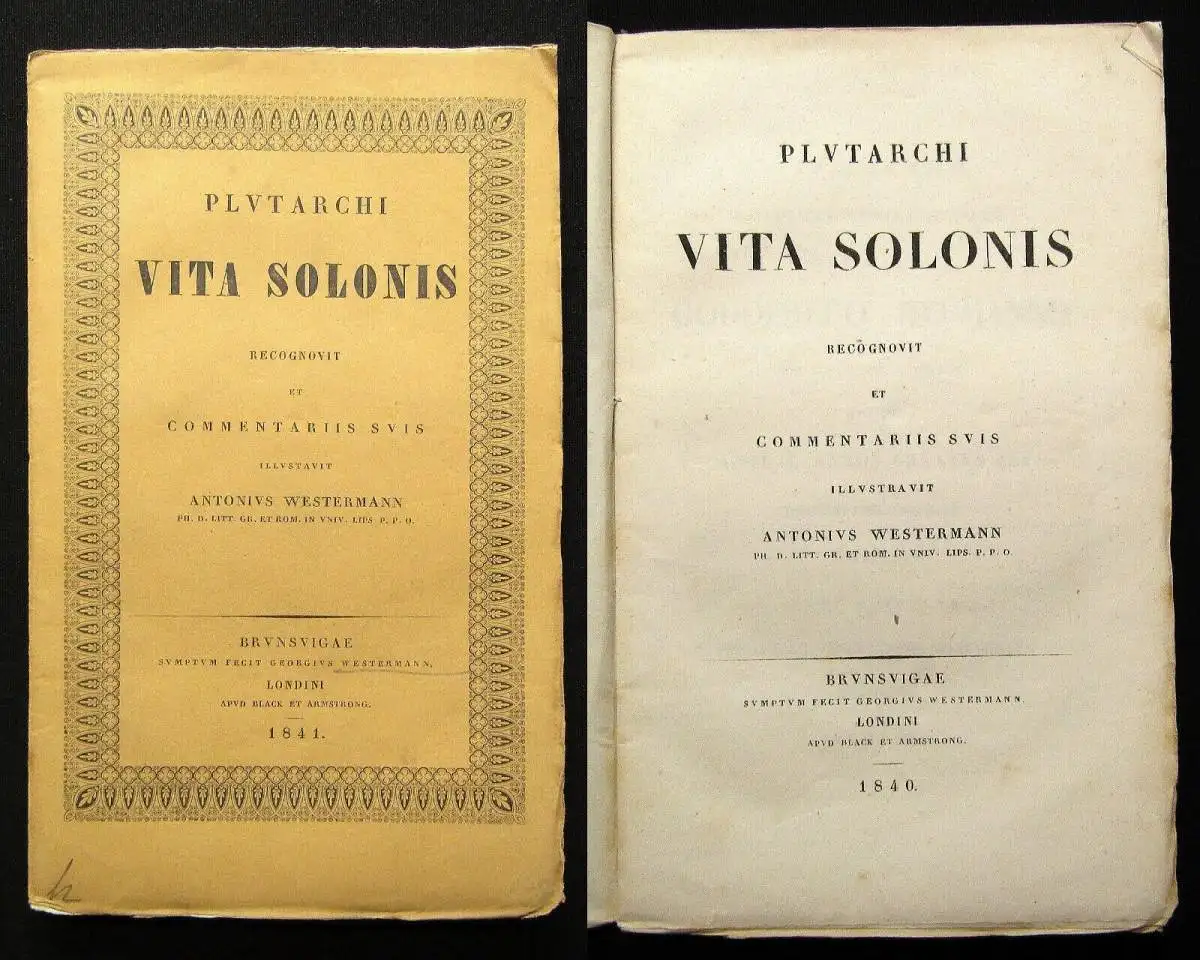 PLVTARCHI
VITA SOLONIS
RECOGNOVIT
ET
COMMENTARIIS SVIS
ILLVSTAVIT
ANTONIVS WESTERMANN
PH. D. LITT. GR. ET ROM. IN VNIV. LIPS. P. P. O.
BRVNSVIGAE
SVMPTVM FECIT GEORGIVS WESTERMANN.
LONDINI
APVD BLACK ET ARMSTRONG.
1841.
PLVTARCHI
VITA SOLONIS
RECOGNOVIT
ET
COMMENTARIIS SVIS
ILLVSTRAVIT
ANTONIVS WESTERMANN
PH. D. LITT. GR. ET ROM. IN VNIV. LIPS. P. P. O.
BRVNSVIGAE
SVMPTVM FECIT GEORGIVS WESTERMANN.
LONDINI
APVD BLACK ET ARMSTRONG.
1840.